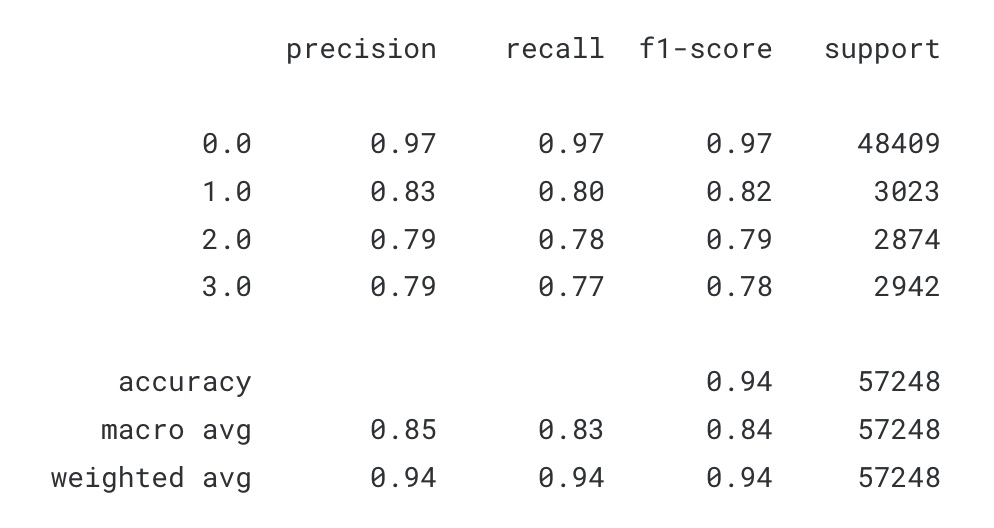 precision recall f1-score support
0.0 0.97 0.97 0.97 48409
1.0 0.83 0.80 0.82 3023
2.0 0.79 0.78 0.79 2874
3.0 0.79 0.77 0.78 2942
accuracy 0.94 57248
macro avg 0.85 0.83 0.84 57248
weighted avg 0.94 0.94 0.94 57248